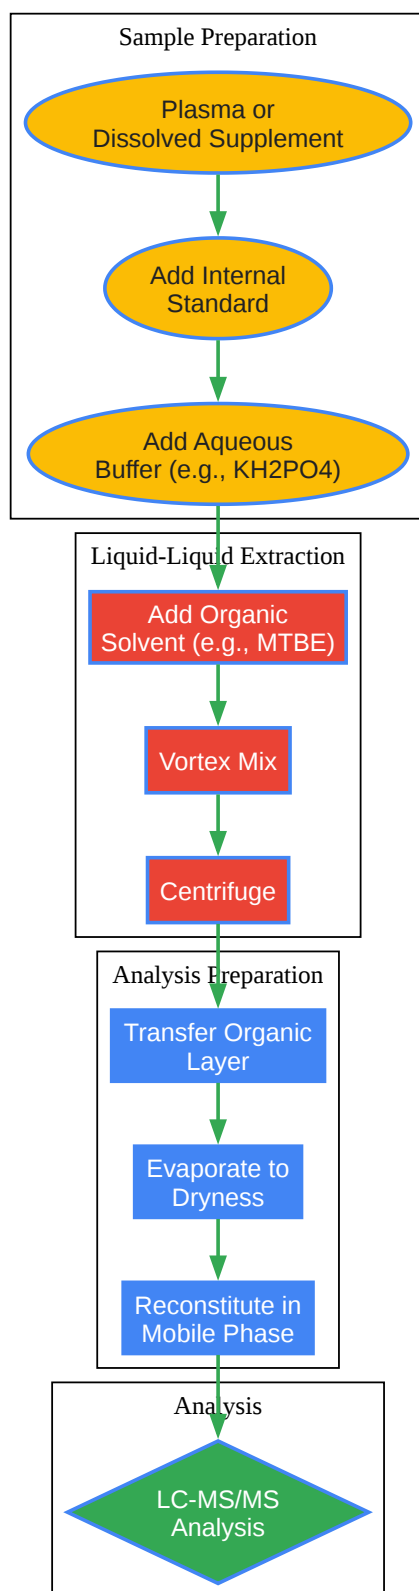 Sample Preparation
Plasma or
Dissolved Supplement
Add Internal
Standard
Add Aqueous
Buffer (e.g., KH2PO4)
Liquid-Liquid Extraction
Add Organic
Solvent (e.g., MTBE)
Vortex Mix
Centrifuge
Analysis Preparation
Transfer Organic
Layer
Evaporate to
Dryness
Reconstitute in
Mobile Phase
Analysis
LC-MS/MS
Analysis